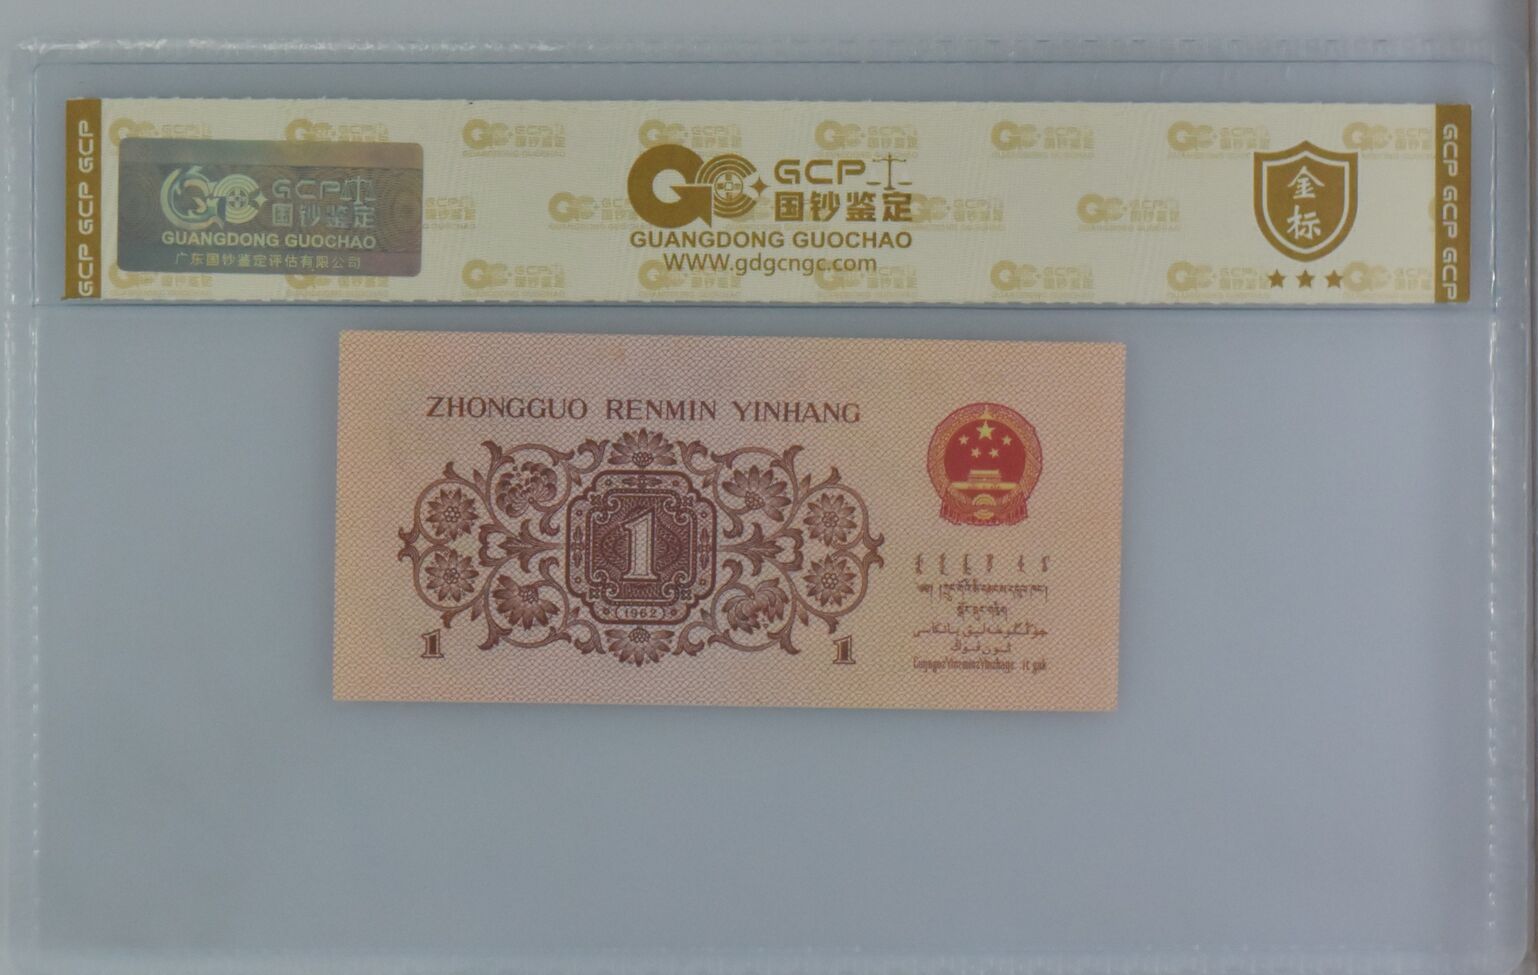 GCP GCP GCP
GCP
国钞鉴定
GUANGDONG GUOCHAO
广东国钞鉴定评估有限公司
GCP
国钞鉴定
GUANGDONG GUOCHAO
WWW.gdgcngc.com
金
标
GCP GCP GCP
ZHONGGUO RENMIN YINHANG
1
(1962)
1
1